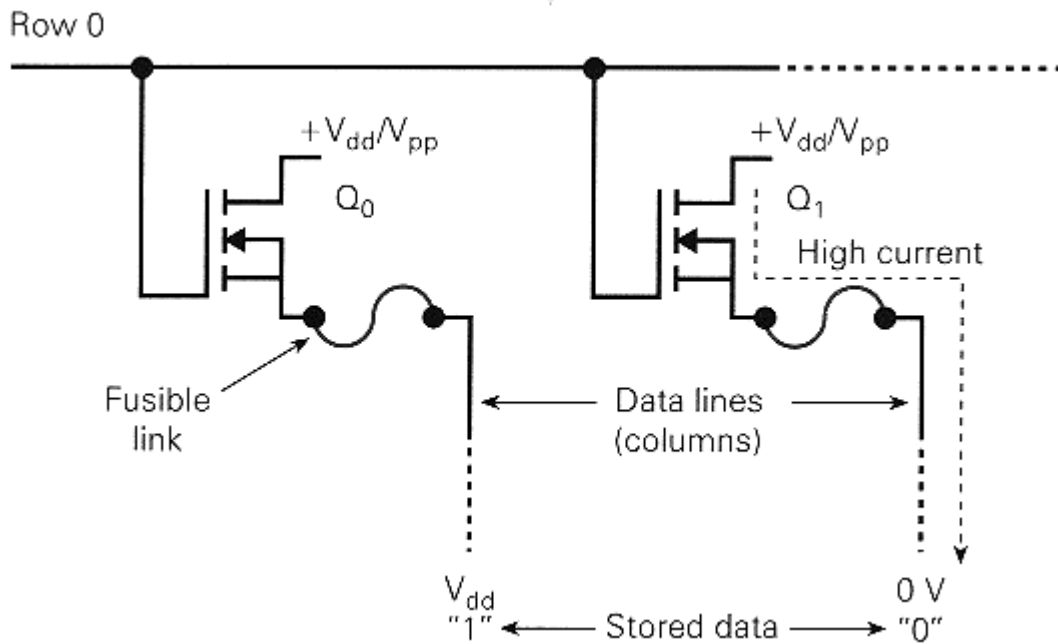 Row 0
+Vdd/Vpp
+Vdd/Vpp
Q0
Q1
High current
Fusible
link
Data lines
(columns)
Vdd
"1"
0 V
"0"
Stored data